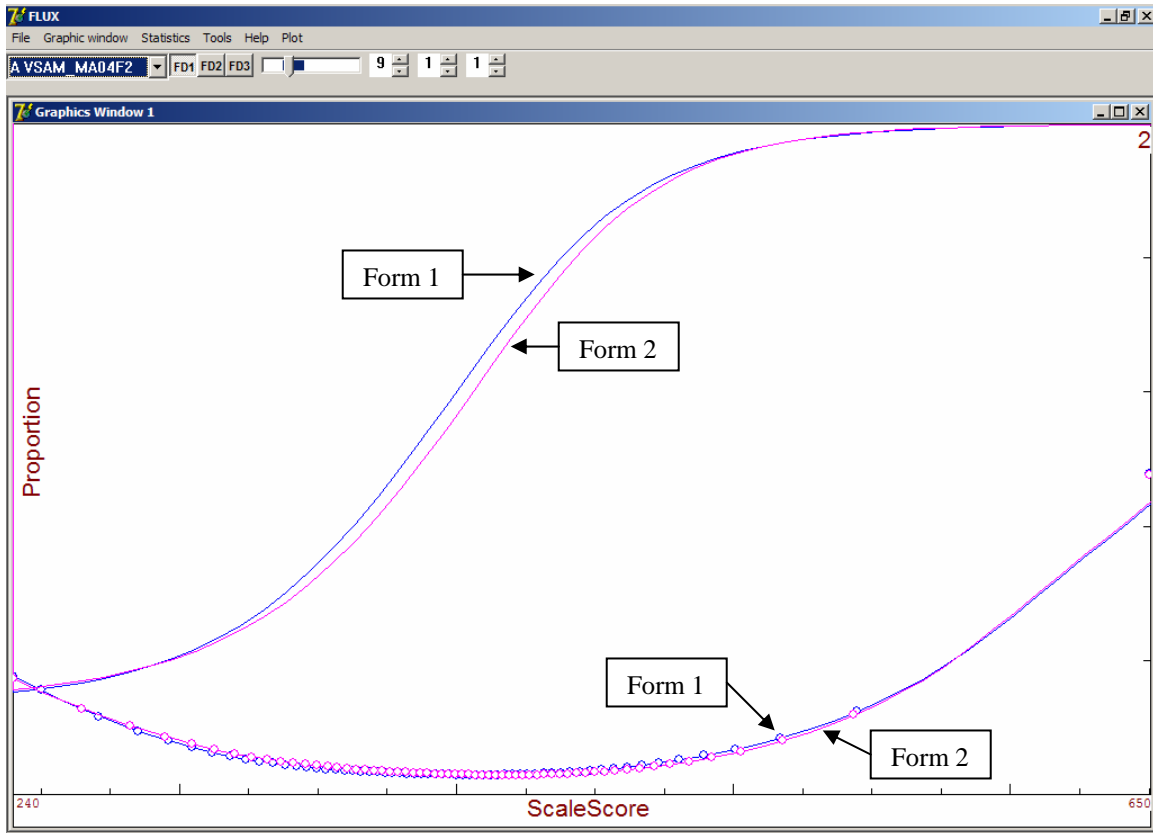 FLUX
File Graphic window Statistics Tools Help Plot
A VSAM_MA04F2 FD1 FD2 FD3 9 1 1
Graphics Window 1
2
Form 1
Form 2
Proportion
Form 1
Form 2
240 ScaleScore 650